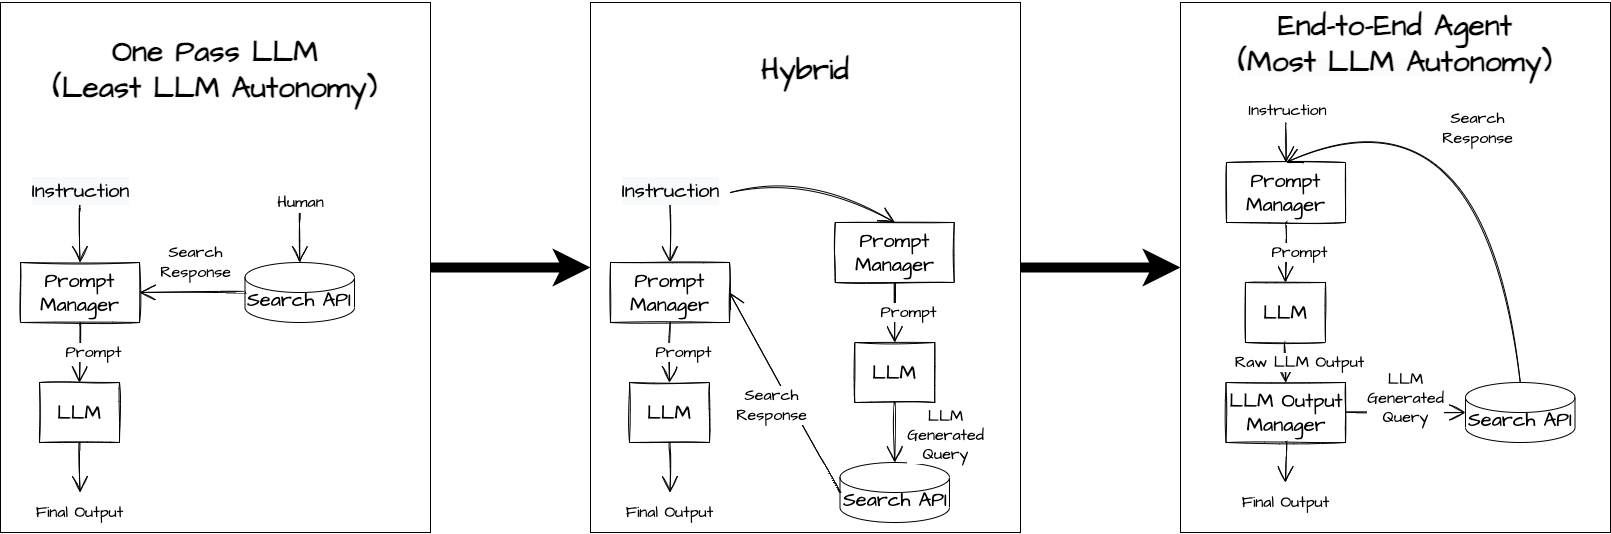 One Pass LLM
(Least LLM Autonomy)
Instruction
Human
Search
Response
Prompt
Manager
Search API
Prompt
LLM
Final Output
Hybrid
Instruction
Prompt
Manager
Prompt
Manager
Prompt
Prompt
LLM
LLM
Search
Response
LLM
Generated
Query
Search API
Final Output
End-to-End Agent
(Most LLM Autonomy)
Instruction
Search
Response
Prompt
Manager
Prompt
LLM
Raw LLM Output
LLM Output
Manager
LLM
Generated
Query
Search API
Final Output